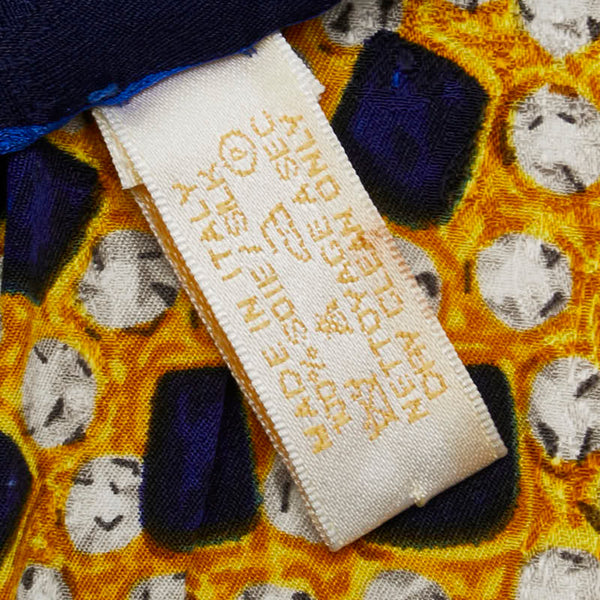 MADE IN ITALY
100% SOIE / SILK
P
NETTOYAGE A SEC
DRY CLEAN ONLY